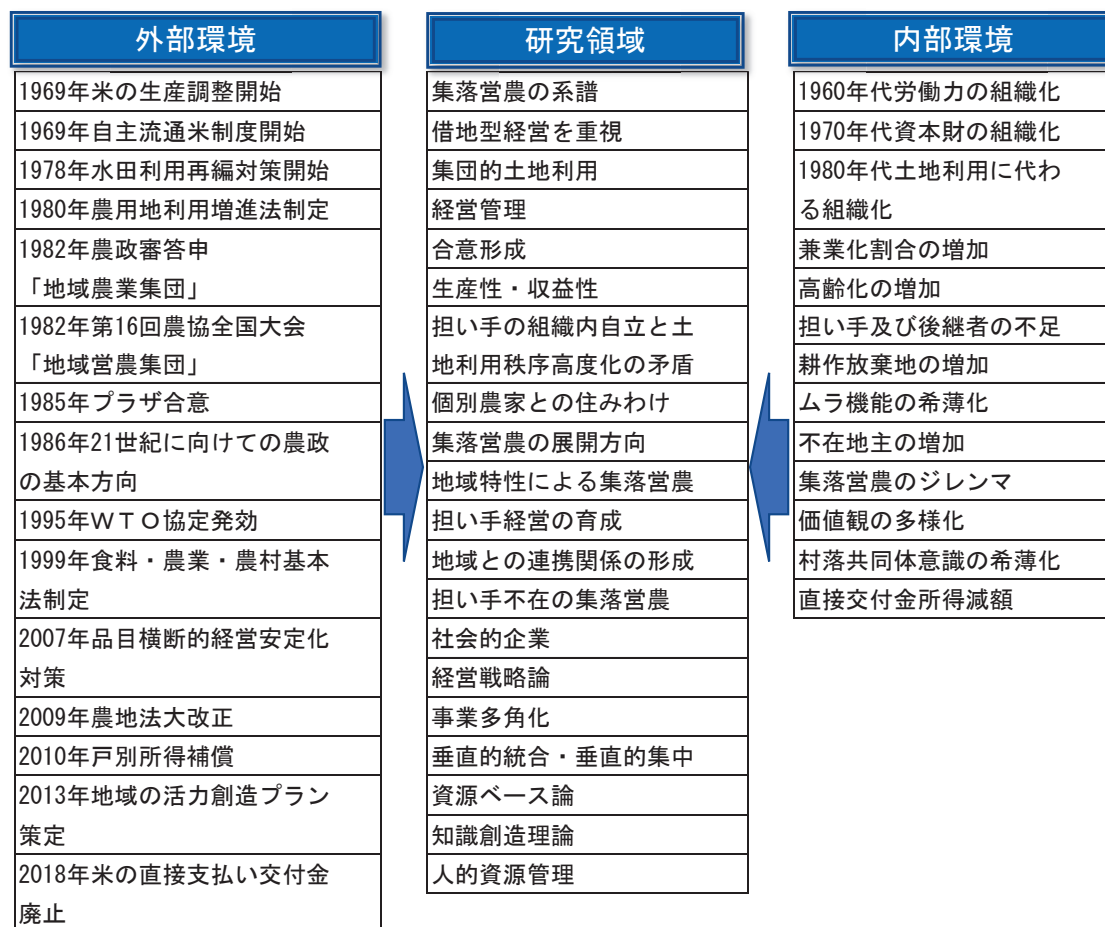 外部環境
1969年米の生産調整開始
1969年自主流通米制度開始
1978年水田利用再編対策開始
1980年農用地利用増進法制定
1982年農政審答申
「地域農業集団」
1982年第16回農協全国大会
「地域営農集団」
1985年プラザ合意
1986年21世紀に向けての農政
の基本方向
1995年ＷＴＯ協定発効
1999年食料・農業・農村基本
法制定
2007年品目横断的経営安定化
対策
2009年農地法大改正
2010年戸別所得補償
2013年地域の活力創造プラン
策定
2018年米の直接支払い交付金
廃止
研究領域
集落営農の系譜
借地型経営を重視
集団的土地利用
経営管理
合意形成
生産性・収益性
担い手の組織内自立と土
地利用秩序高度化の矛盾
個別農家との住みわけ
集落営農の展開方向
地域特性による集落営農
担い手経営の育成
地域との連携関係の形成
担い手不在の集落営農
社会的企業
経営戦略論
事業多角化
垂直的統合・垂直的集中
資源ベース論
知識創造理論
人的資源管理
内部環境
1960年代労働力の組織化
1970年代資本財の組織化
1980年代土地利用に代わ
る組織化
兼業化割合の増加
高齢化の増加
担い手及び後継者の不足
耕作放棄地の増加
ムラ機能の希薄化
不在地主の増加
集落営農のジレンマ
価値観の多様化
村落共同体意識の希薄化
直接交付金所得減額